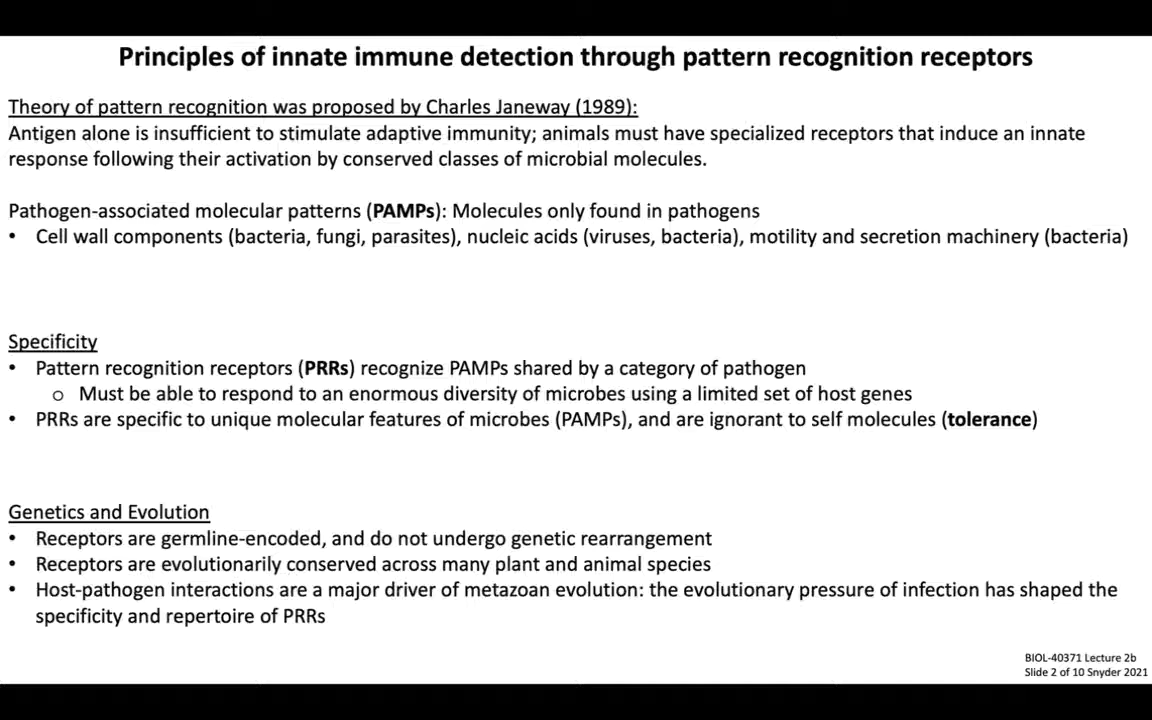 Principles of innate immune detection through pattern recognition receptors
Theory of pattern recognition was proposed by Charles Janeway (1989):
Antigen alone is insufficient to stimulate adaptive immunity; animals must have specialized receptors that induce an innate
response following their activation by conserved classes of microbial molecules.
Pathogen-associated molecular patterns (PAMPs): Molecules only found in pathogens
• Cell wall components (bacteria, fungi, parasites), nucleic acids (viruses, bacteria), motility and secretion machinery (bacteria)
Specificity
• Pattern recognition receptors (PRRs) recognize PAMPs shared by a category of pathogen
o Must be able to respond to an enormous diversity of microbes using a limited set of host genes
• PRRs are specific to unique molecular features of microbes (PAMPs), and are ignorant to self molecules (tolerance)
Genetics and Evolution
• Receptors are germline-encoded, and do not undergo genetic rearrangement
• Receptors are evolutionarily conserved across many plant and animal species
• Host-pathogen interactions are a major driver of metazoan evolution: the evolutionary pressure of infection has shaped the
specificity and repertoire of PRRs
BIOL-40371 Lecture 2b
Slide 2 of 10 Snyder 2021